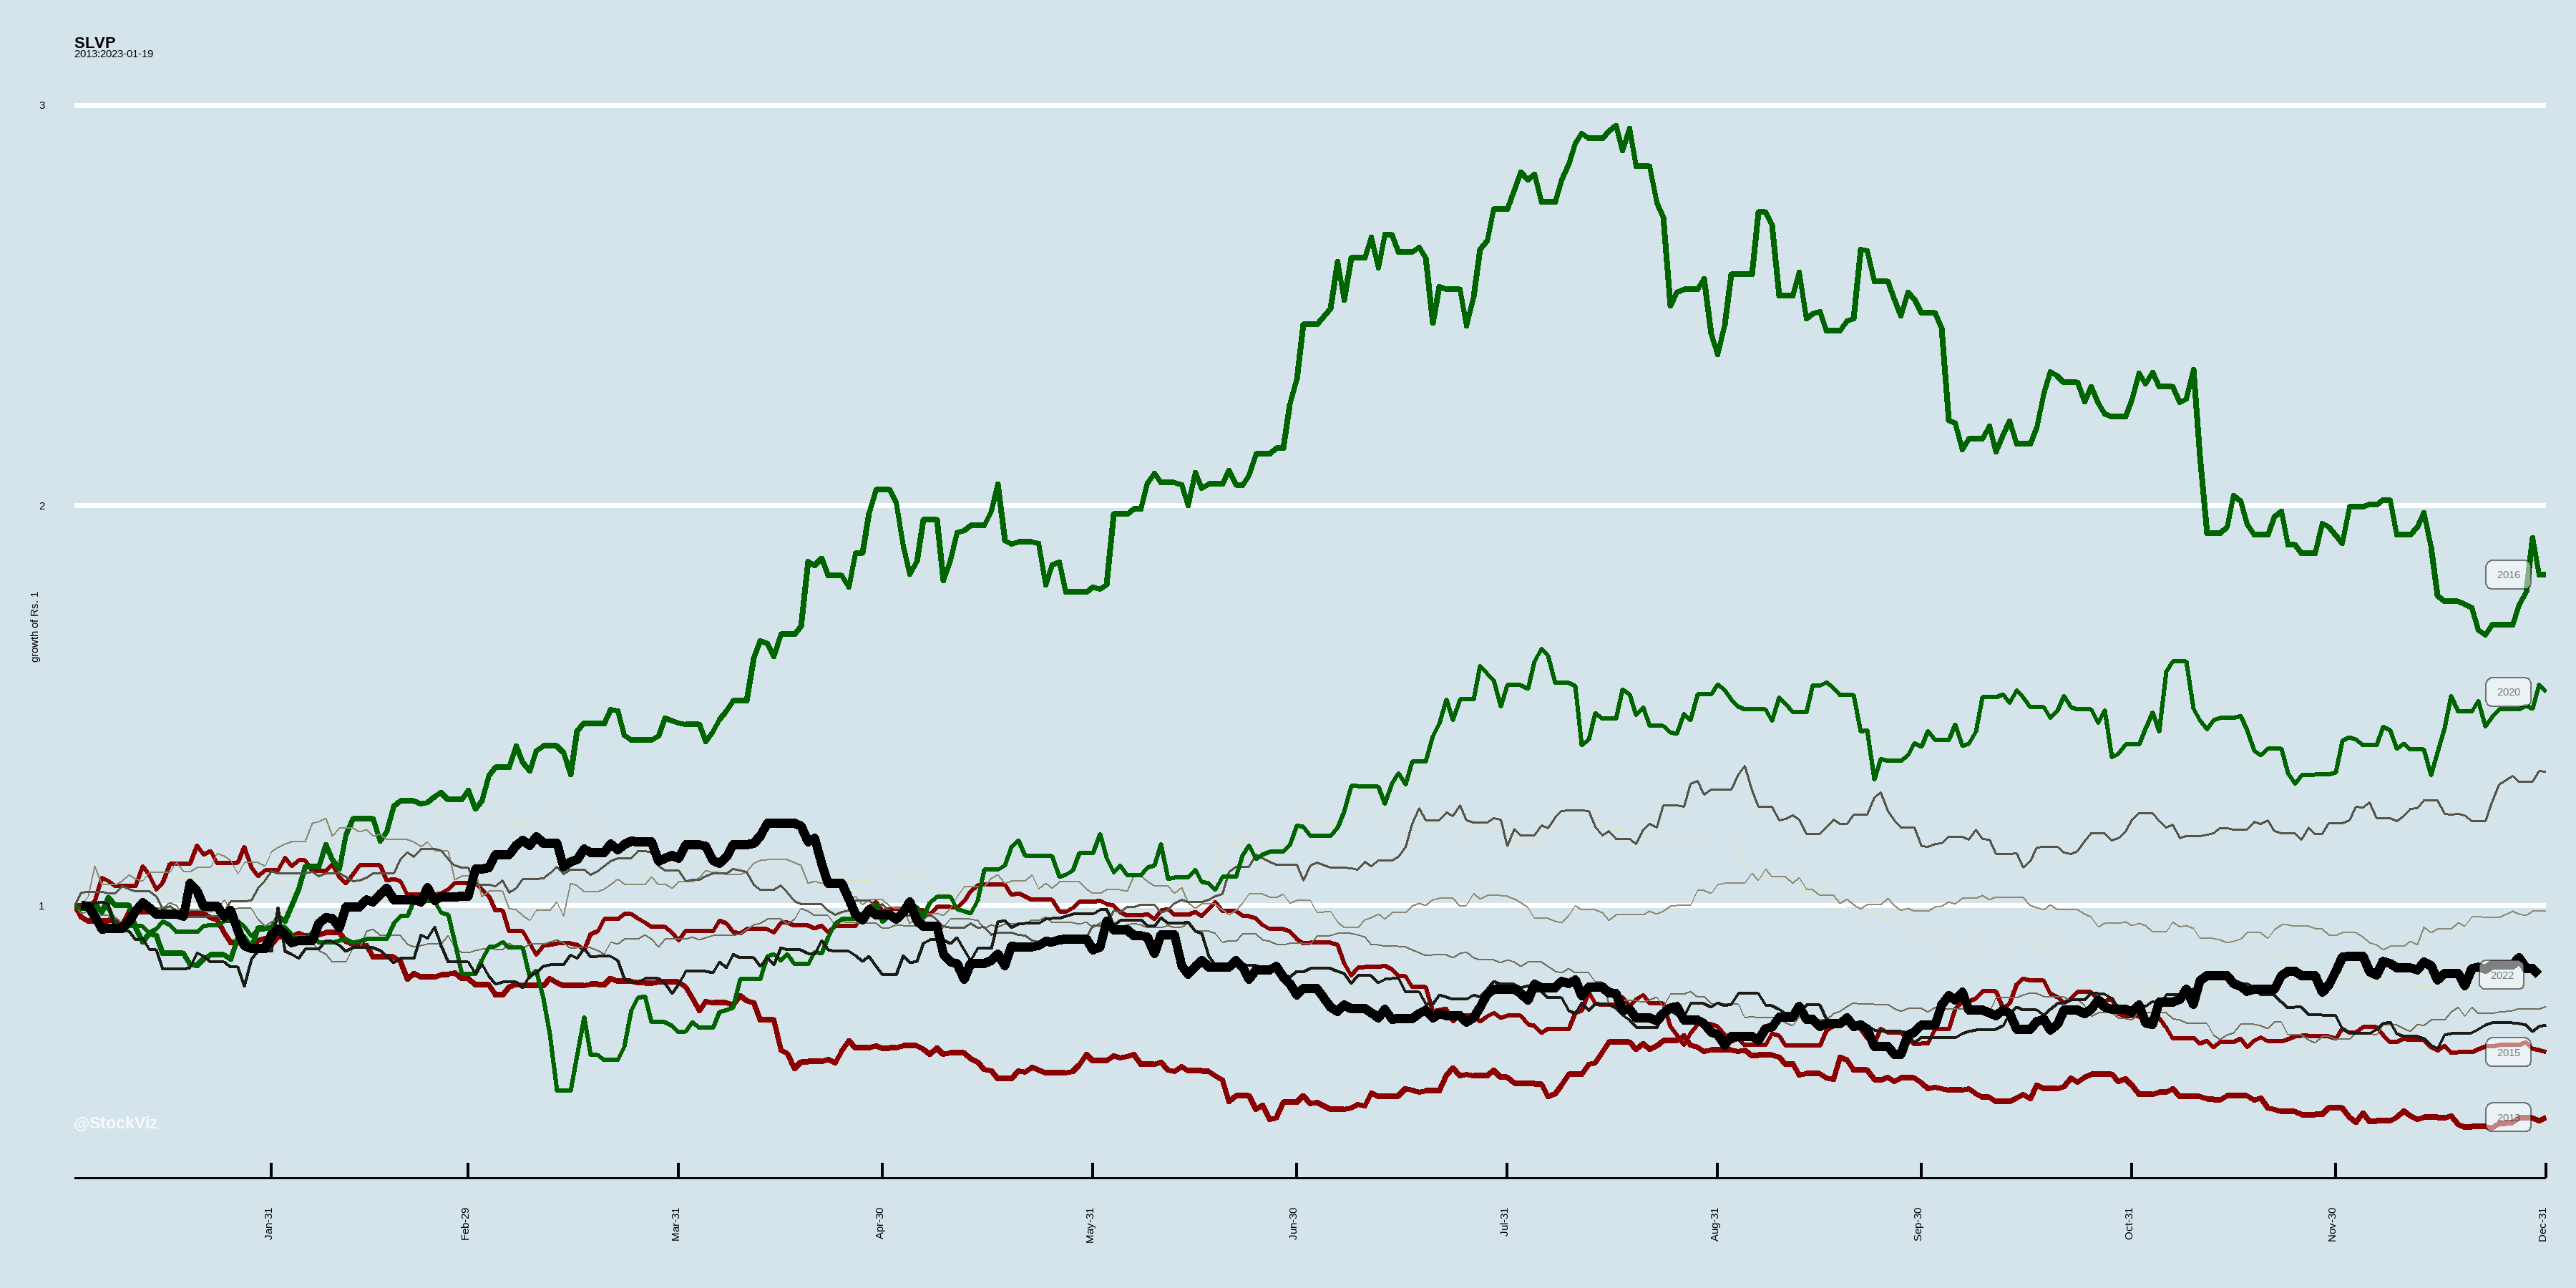 SLVP
2013:2023-01-19
3
2
1
growth of Rs. 1
2016
2020
2022
2015
2013
@StockViz
1
Jan-31
Feb-29
Mar-31
Apr-30
May-31
Jun-30
Jul-31
Aug-31
Sep-30
Oct-31
Nov-30
Dec-31